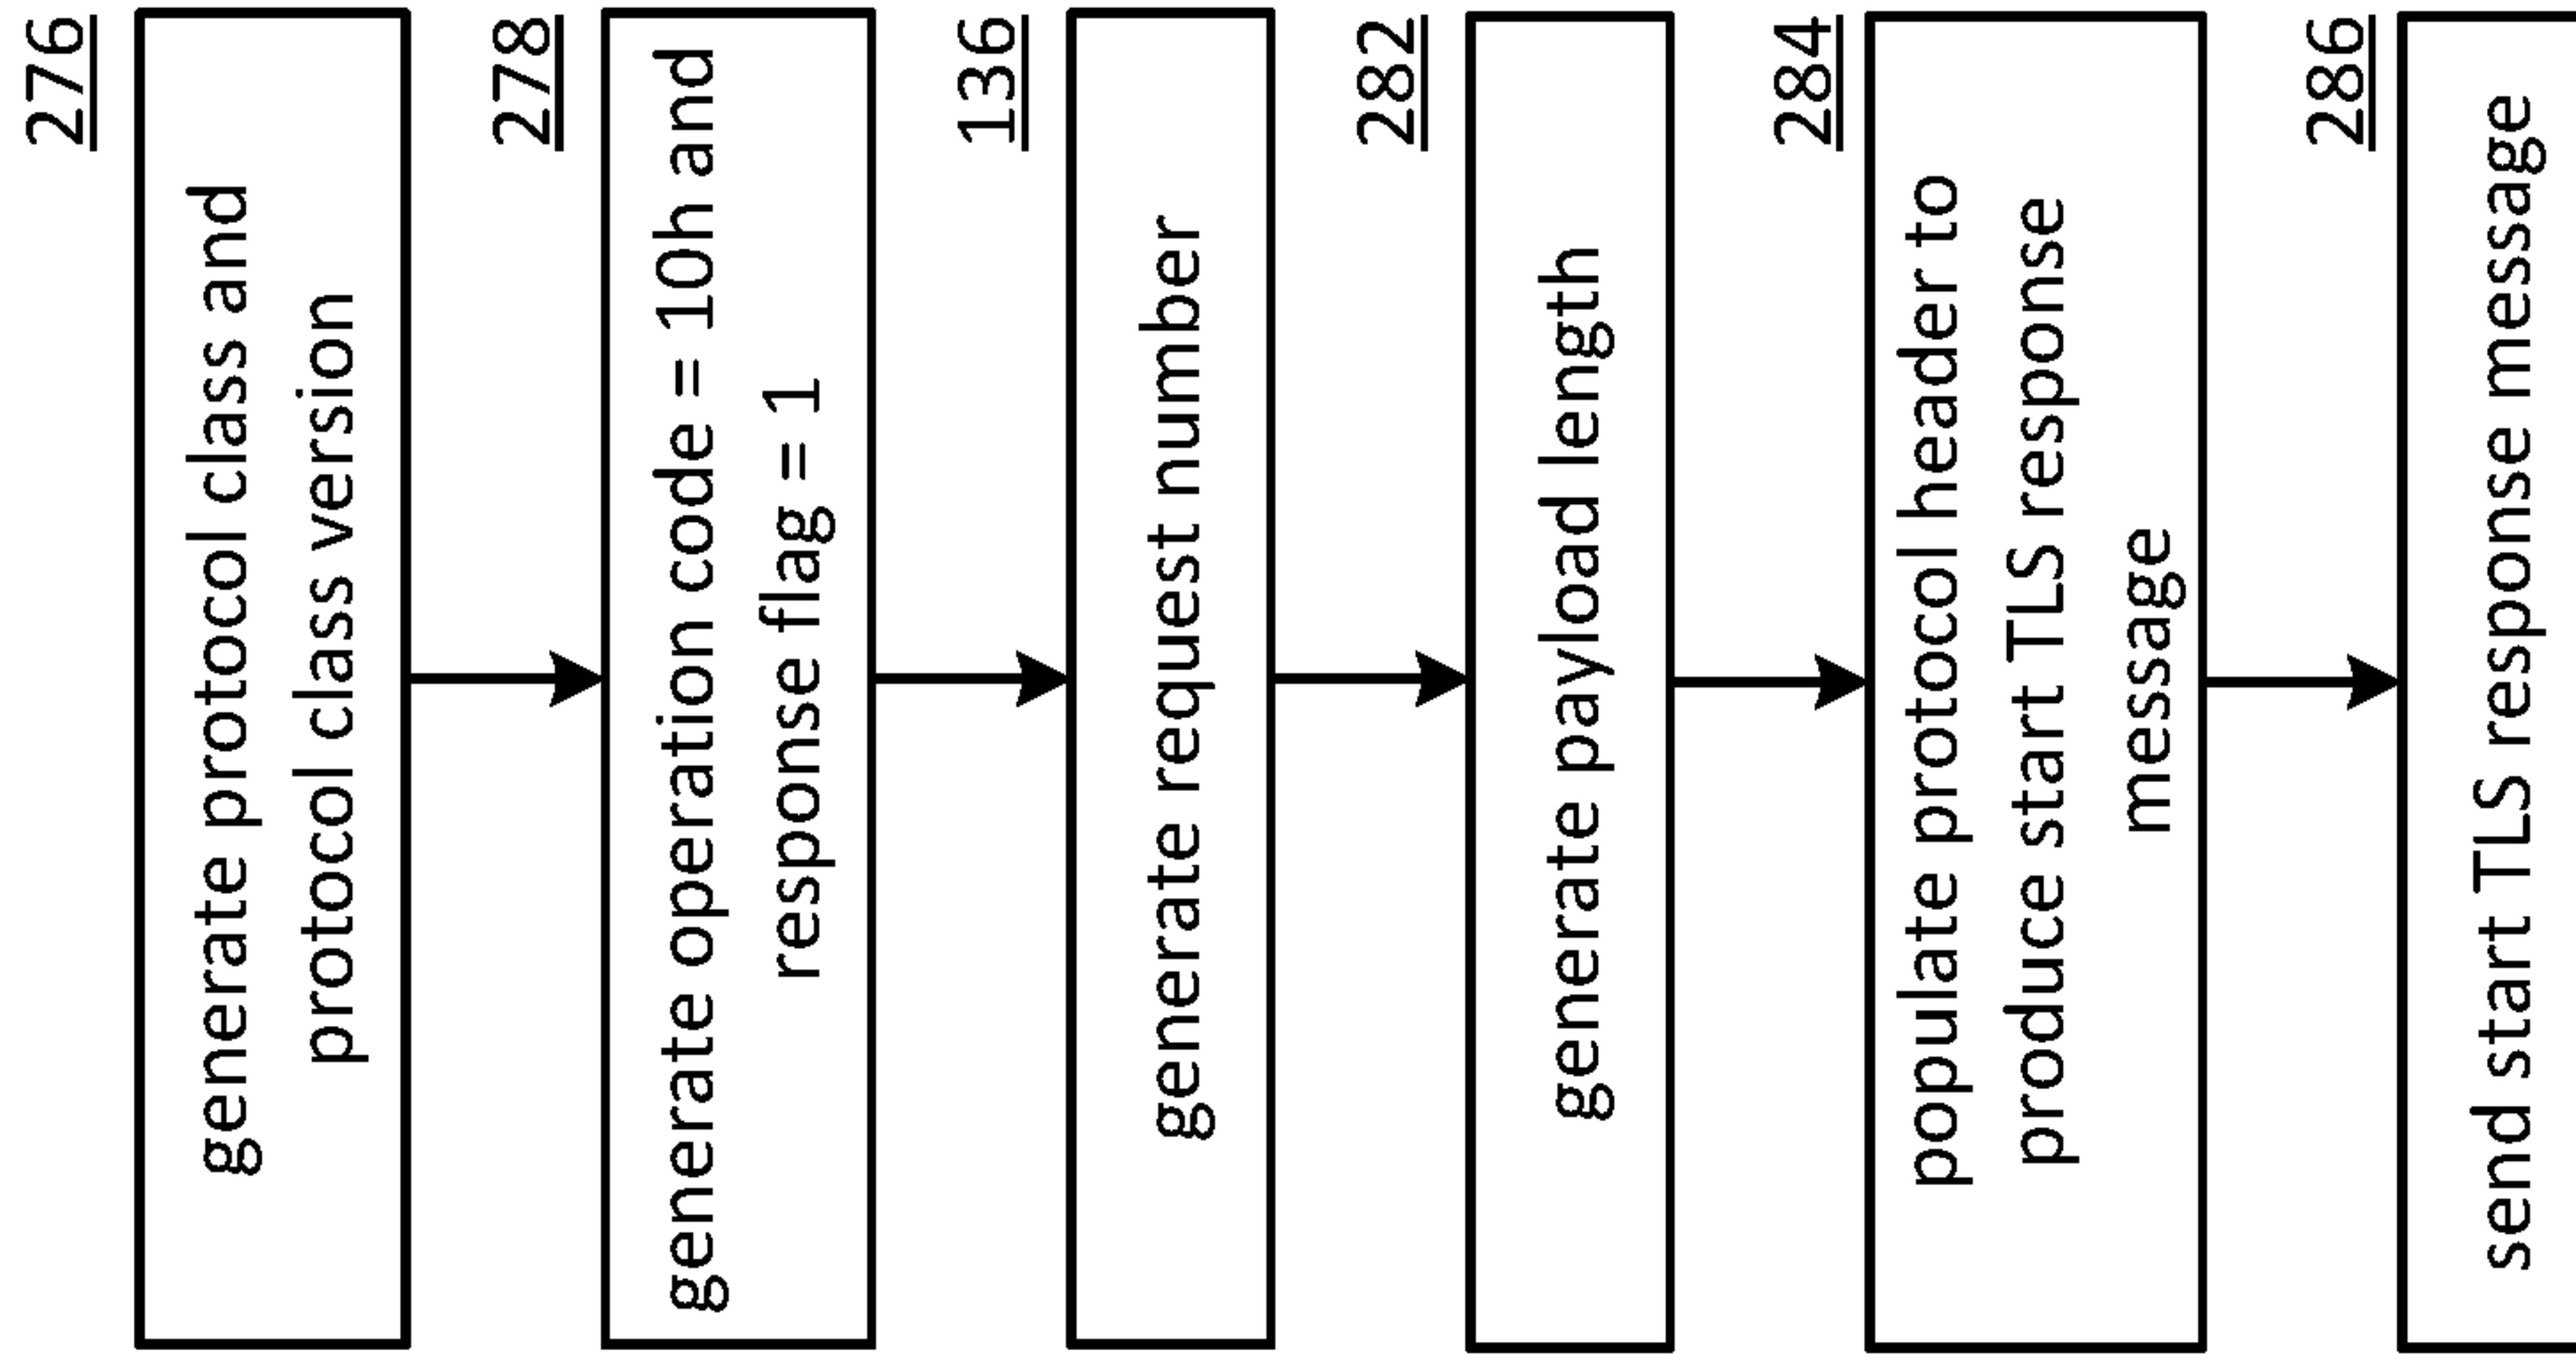 276
generate protocol class and
protocol class version
278
generate operation code = 10h and
response flag = 1
136
generate request number
282
generate payload length
284
populate protocol header to
produce start TLS response
message
286
send start TLS response message